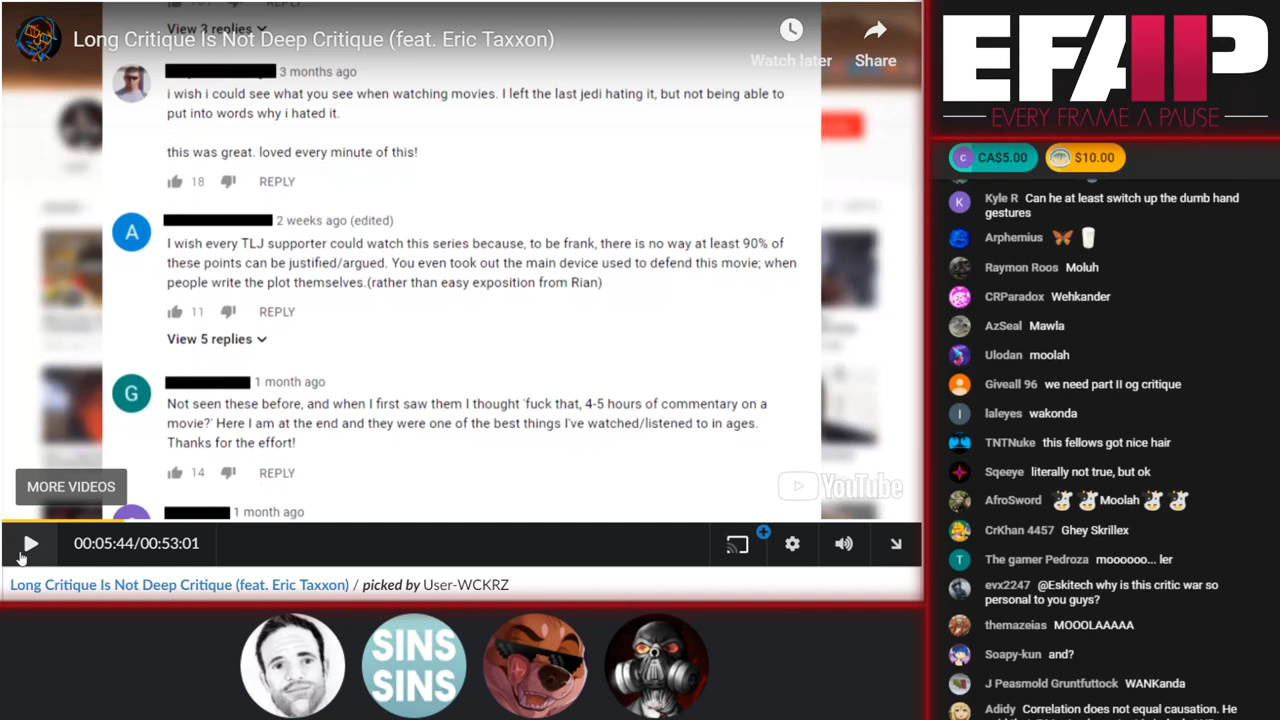 View 3 replies
REPLY
Long Critique Is Not Deep Critique (feat. Eric Taxxon)
Watch later
Share
3 months ago
i wish i could see what you see when watching movies. I left the last jedi hating it, but not being able to
put into words why i hated it.
this was great. loved every minute of this!
18 REPLY
A
2 weeks ago (edited)
I wish every TLJ supporter could watch this series because, to be frank, there is no way at least 90% of
these points can be justified/argued. You even took out the main device used to defend this movie; when
people write the plot themselves.(rather than easy exposition from Rian)
11 REPLY
View 5 replies
G
1 month ago
Not seen these before, and when I first saw them I thought 'fuck that, 4-5 hours of commentary on a
movie?' Here I am at the end and they were one of the best things I've watched/listened to in ages.
Thanks for the effort!
14 REPLY
MORE VIDEOS
YouTube
1 month ago
00:05:44/00:53:01
Long Critique Is Not Deep Critique (feat. Eric Taxxon) / picked by User-WCKRZ
SINS
SINS
EFAP
EVERY FRAME A PAUSE
c CA$5.00 $10.00
K Kyle R Can he at least switch up the dumb hand
gestures
Arphemius
Raymon Roos Moluh
CRParadox Wehkander
AzSeal Mawla
Ulodan moolah
Giveall 96 we need part II og critique
l laleyes wakonda
TNTNuke this fellows got nice hair
Sqeeye literally not true, but ok
AfroSword Moolah
CrKhan 4457 Ghey Skrillex
T The gamer Pedroza moooooo... ler
evx2247 @Eskitech why is this critic war so
personal to you guys?
themazeias MOOOLAAAAA
Soapy-kun and?
J Peasmold Gruntfuttock WANKanda
Adidy Correlation does not equal causation. He